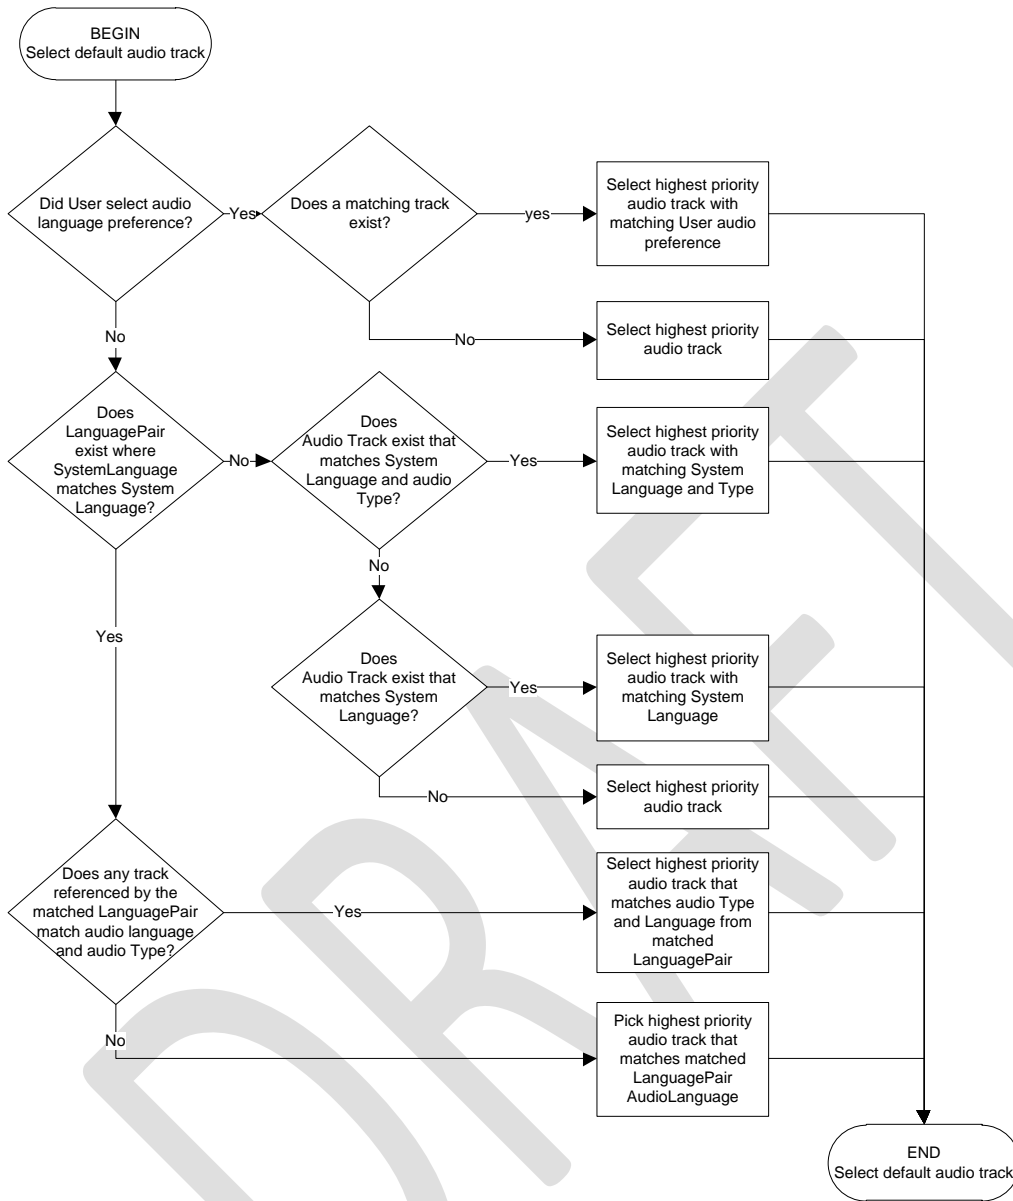 BEGIN
Select default audio track
Did User select audio
language preference?
Yes
Does a matching track
exist?
yes
Select highest priority
audio track with
matching User audio
preference
No
Select highest priority
audio track
No
Does
LanguagePair
exist where
SystemLanguage
matches System
Language?
No
Does
Audio Track exist that
matches System
Language and audio
Type?
Yes
Select highest priority
audio track with
matching System
Language and Type
No
Yes
Does
Audio Track exist that
matches System
Language?
Yes
Select highest priority
audio track with
matching System
Language
No
Select highest priority
audio track
Does any track
referenced by the
matched LanguagePair
match audio language
and audio Type?
Yes
Select highest priority
audio track that
matches audio Type
and Language from
matched
LanguagePair
No
Pick highest priority
audio track that
matches matched
LanguagePair
AudioLanguage
END
Select default audio track
DRAFT